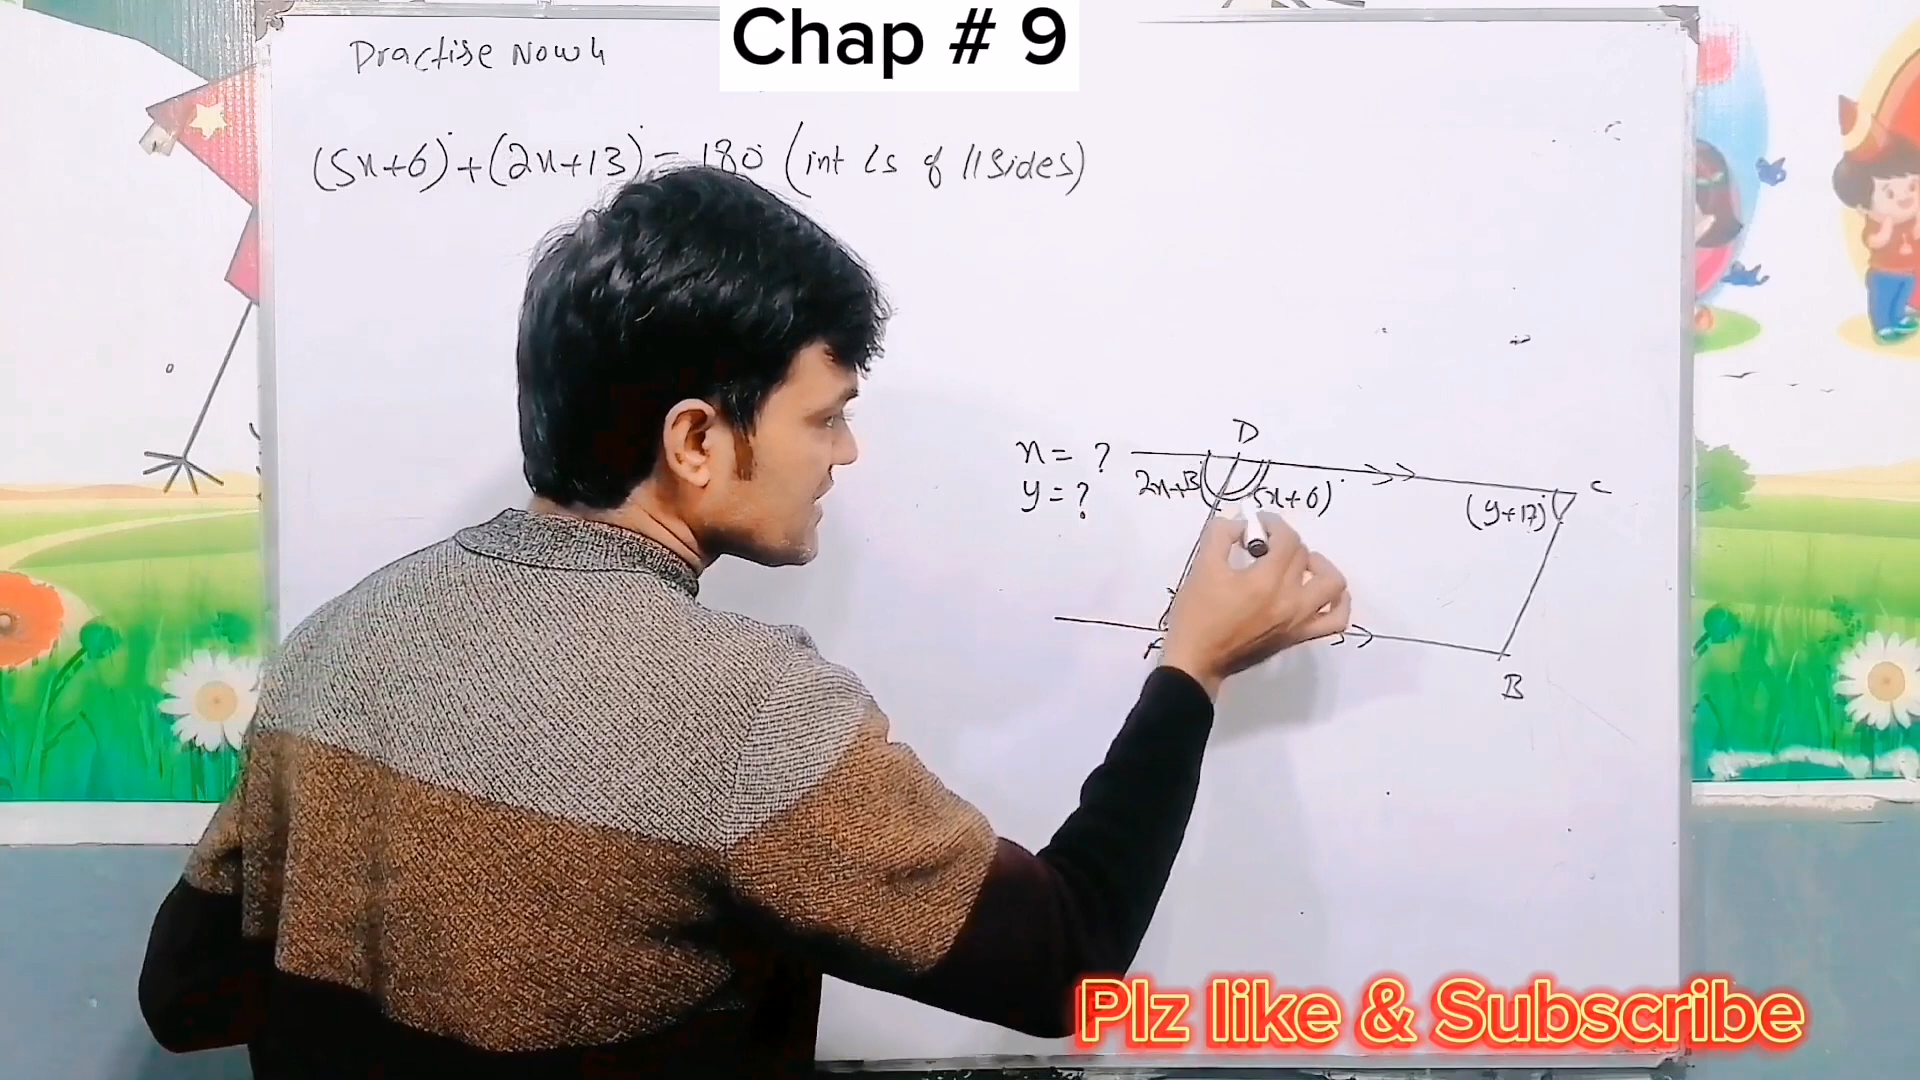 Chap # 9
Practise Now 4
(5x+6)° + (2x+13)° = 180° (int ∠s of // sides)
D
x = ?
y = ?
2x+13
5x+6)°
(y+17)°
C
B
Plz like & Subscribe